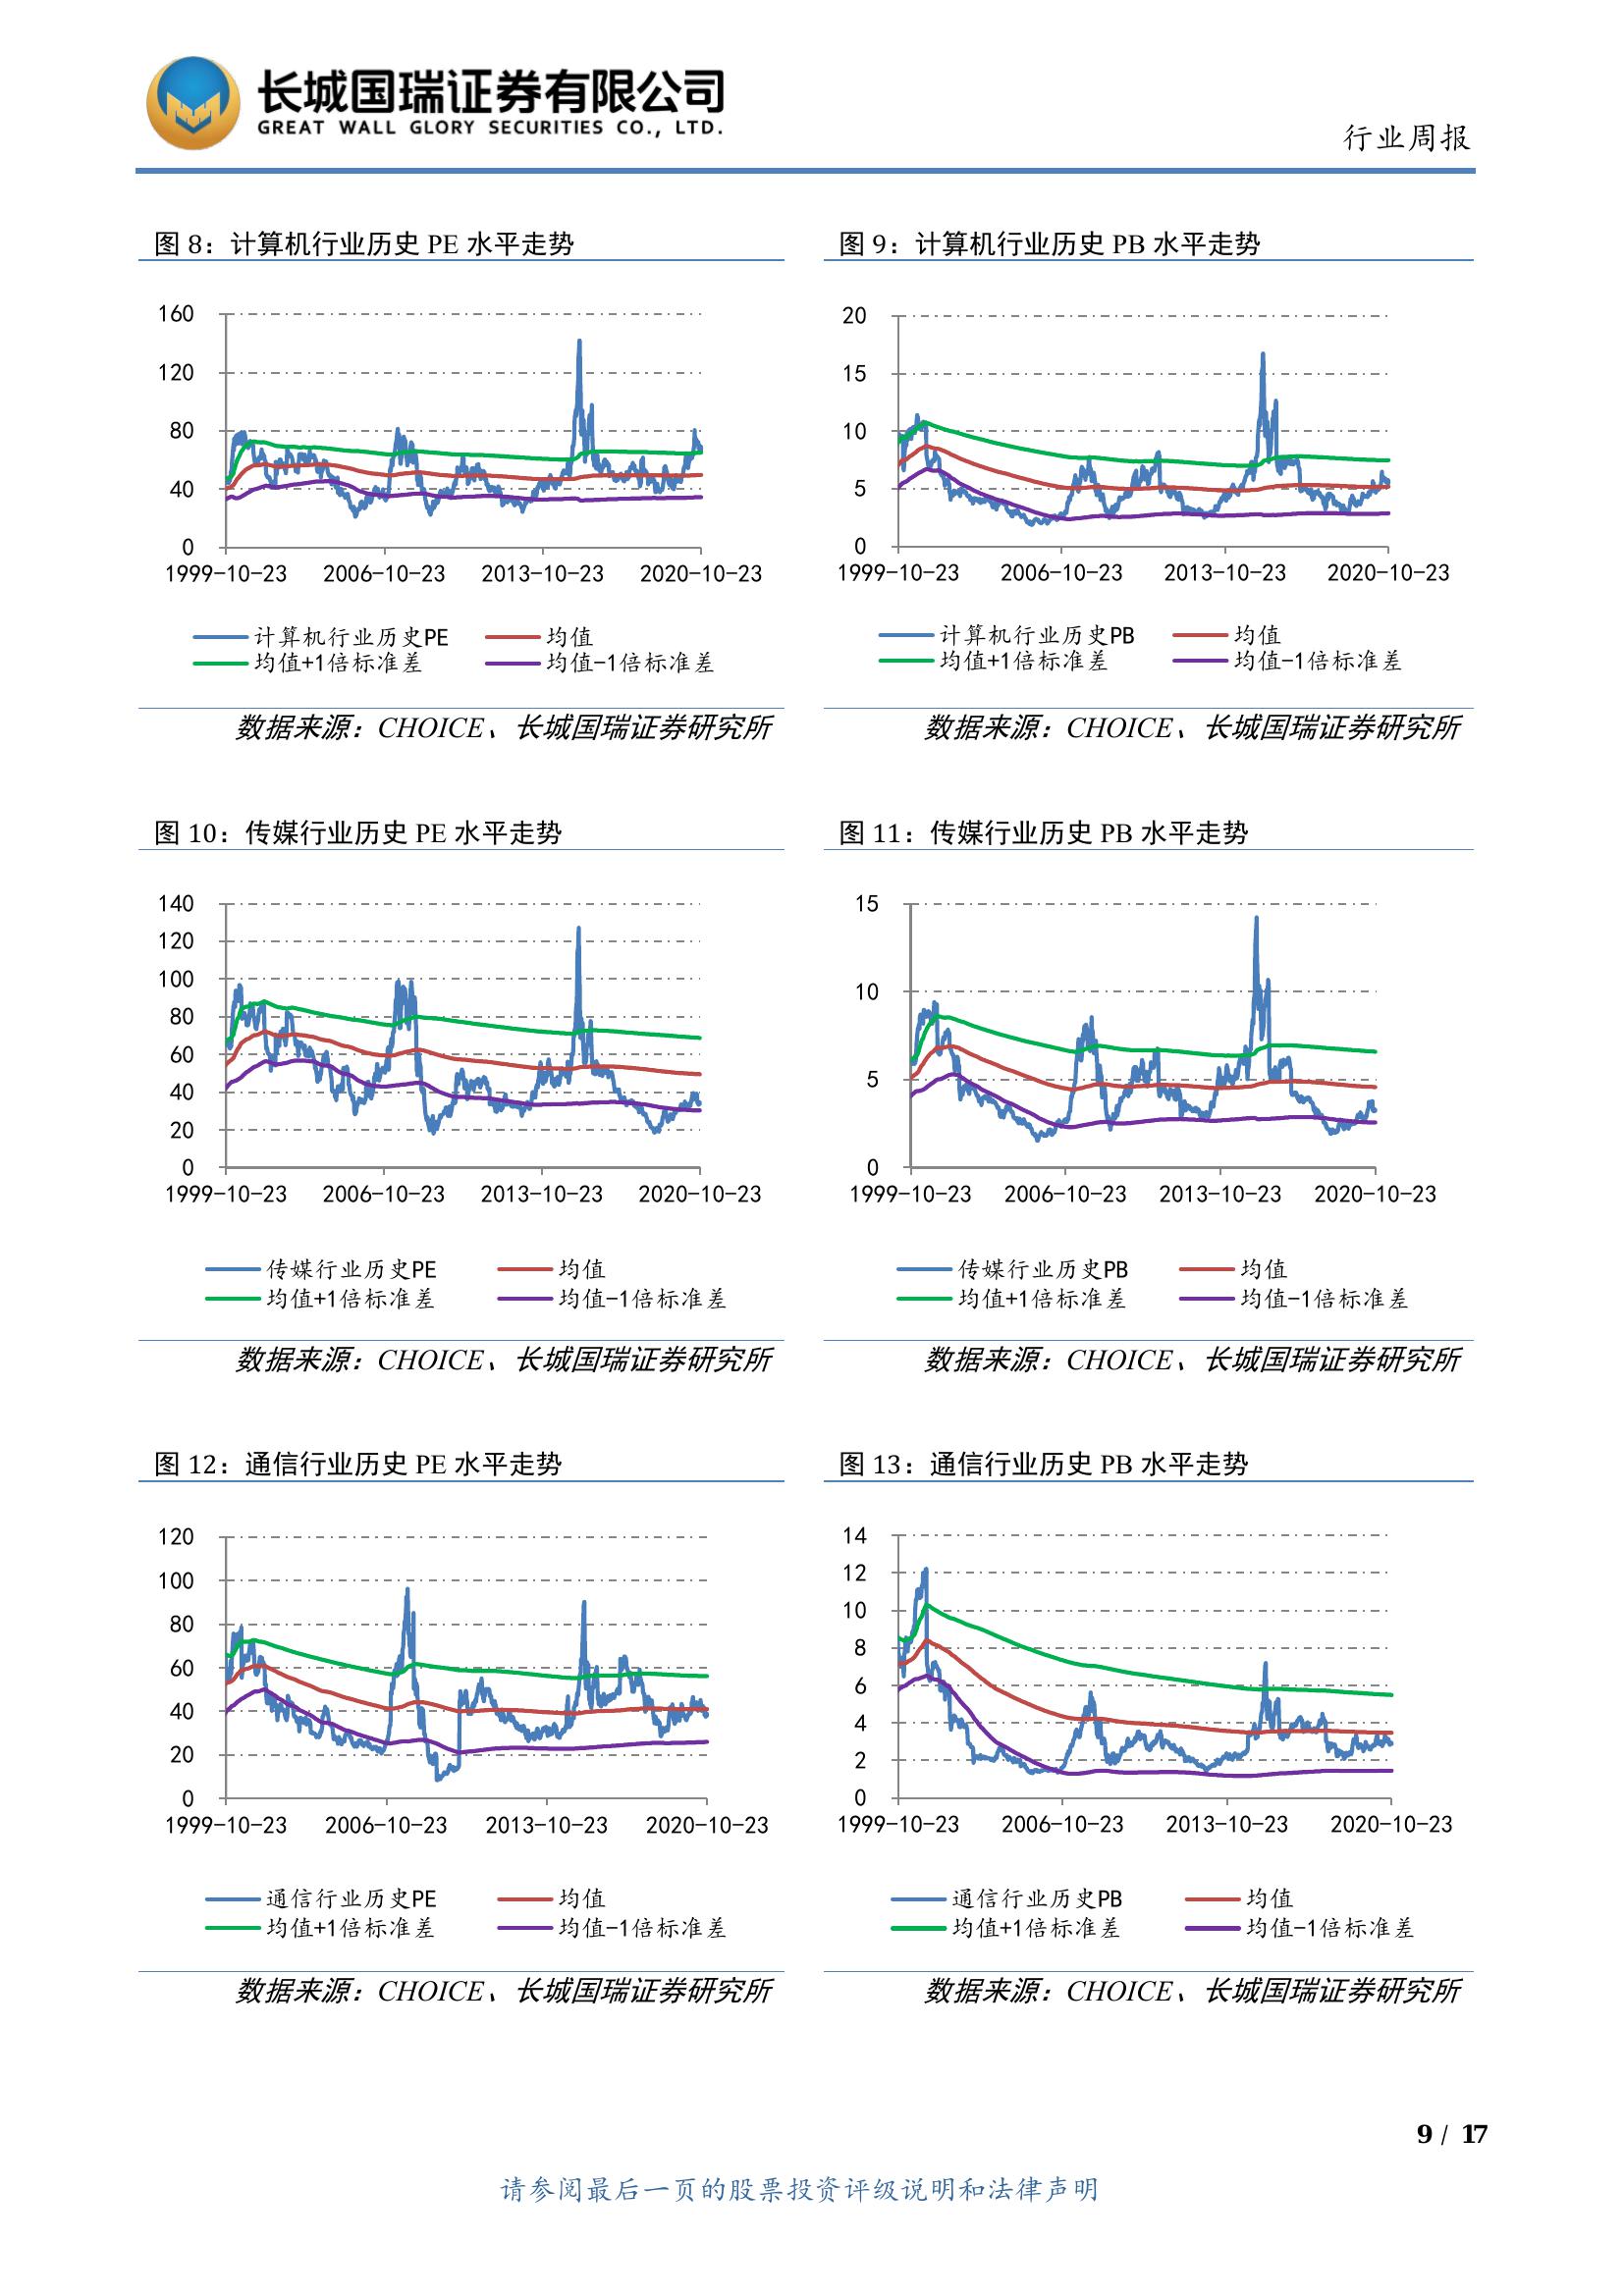 长城国瑞证券有限公司
GREAT WALL GLORY SECURITIES CO., LTD.
行业周报
图 8：计算机行业历史 PE 水平走势
160
120
80
40
0
1999-10-23 2006-10-23 2013-10-23 2020-10-23
计算机行业历史PE 均值
均值+1倍标准差 均值-1倍标准差
数据来源：CHOICE、长城国瑞证券研究所
图 9：计算机行业历史 PB 水平走势
20
15
10
5
0
1999-10-23 2006-10-23 2013-10-23 2020-10-23
计算机行业历史PB 均值
均值+1倍标准差 均值-1倍标准差
数据来源：CHOICE、长城国瑞证券研究所
图 10：传媒行业历史 PE 水平走势
140
120
100
80
60
40
20
0
1999-10-23 2006-10-23 2013-10-23 2020-10-23
传媒行业历史PE 均值
均值+1倍标准差 均值-1倍标准差
数据来源：CHOICE、长城国瑞证券研究所
图 11：传媒行业历史 PB 水平走势
15
10
5
0
1999-10-23 2006-10-23 2013-10-23 2020-10-23
传媒行业历史PB 均值
均值+1倍标准差 均值-1倍标准差
数据来源：CHOICE、长城国瑞证券研究所
图 12：通信行业历史 PE 水平走势
120
100
80
60
40
20
0
1999-10-23 2006-10-23 2013-10-23 2020-10-23
通信行业历史PE 均值
均值+1倍标准差 均值-1倍标准差
数据来源：CHOICE、长城国瑞证券研究所
图 13：通信行业历史 PB 水平走势
14
12
10
8
6
4
2
0
1999-10-23 2006-10-23 2013-10-23 2020-10-23
通信行业历史PB 均值
均值+1倍标准差 均值-1倍标准差
数据来源：CHOICE、长城国瑞证券研究所
9 / 17
请参阅最后一页的股票投资评级说明和法律声明